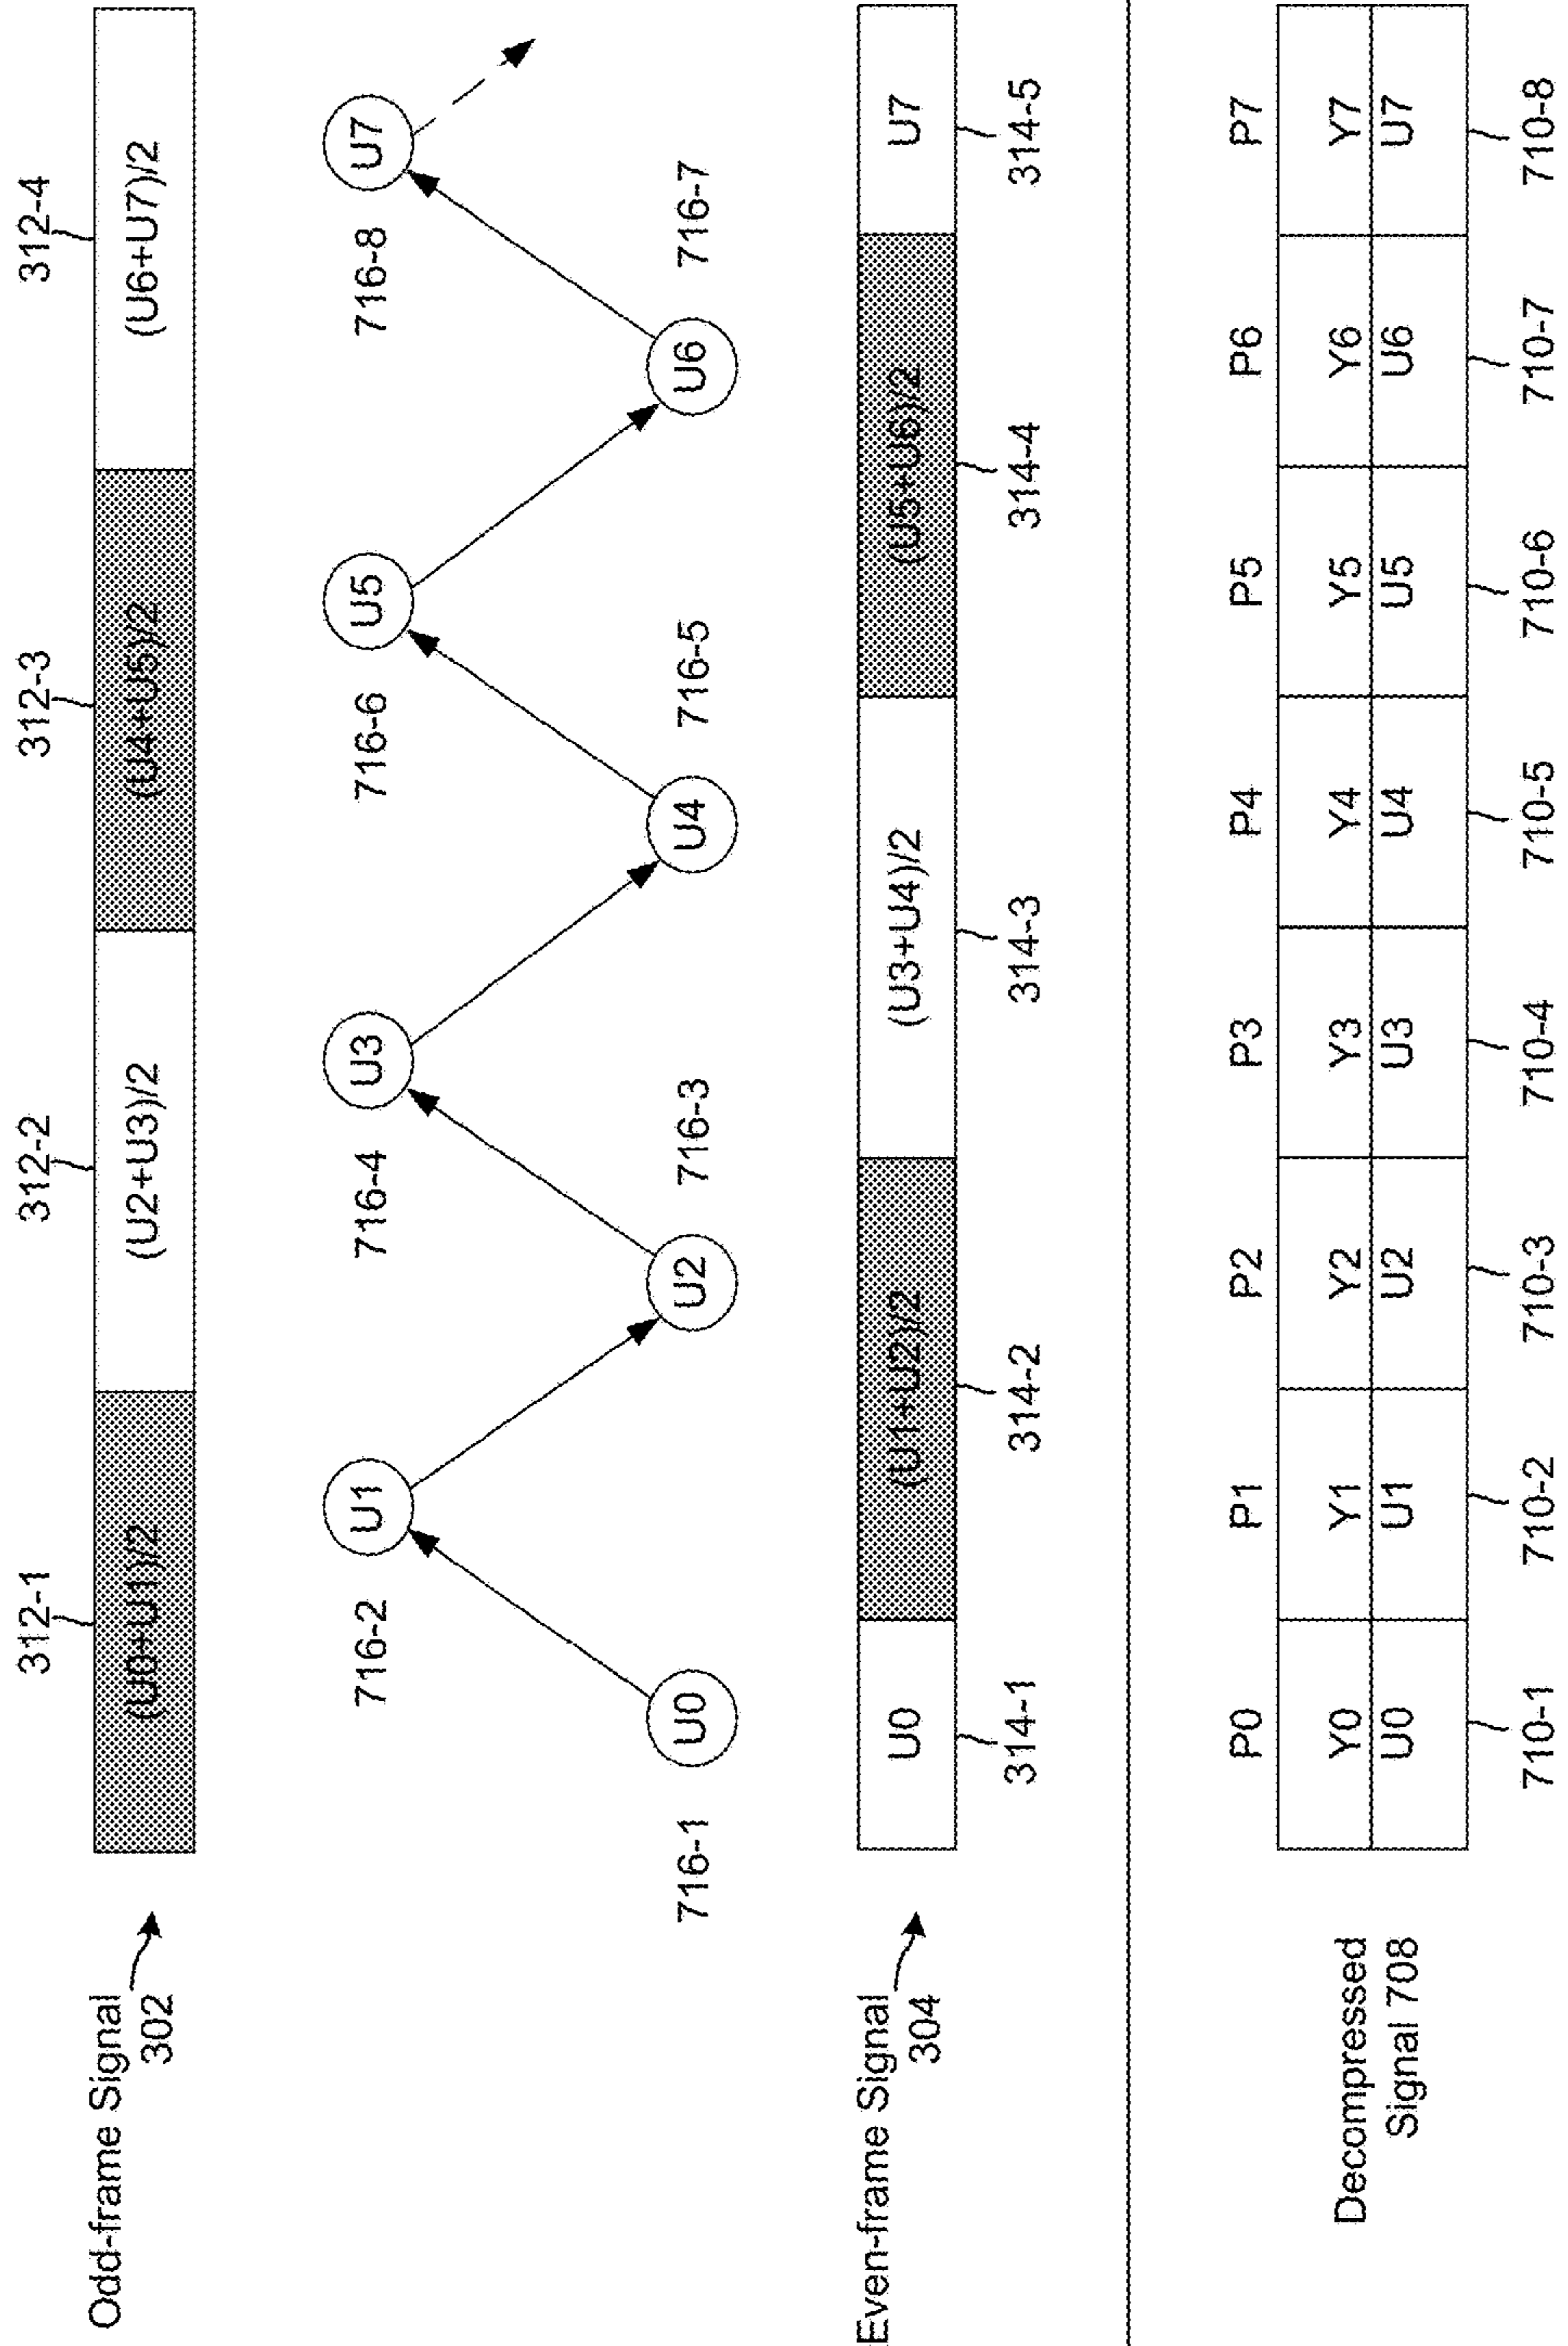 312-1 312-2 312-3 312-4
Odd-frame Signal
302
(U0+U1)/2 (U2+U3)/2 (U4+U5)/2 (U6+U7)/2
U1 U3 U5 U7
716-2 716-4 716-6 716-8
716-1 716-3 716-5 716-7
U0 U2 U4 U6
Even-frame Signal
304
U0 (U1+U2)/2 (U3+U4)/2 (U5+U6)/2 U7
314-1 314-2 314-3 314-4 314-5
P0 P1 P2 P3 P4 P5 P6 P7
Decompressed
Signal 708
Y0 Y1 Y2 Y3 Y4 Y5 Y6 Y7
U0 U1 U2 U3 U4 U5 U6 U7
710-1 710-2 710-3 710-4 710-5 710-6 710-7 710-8